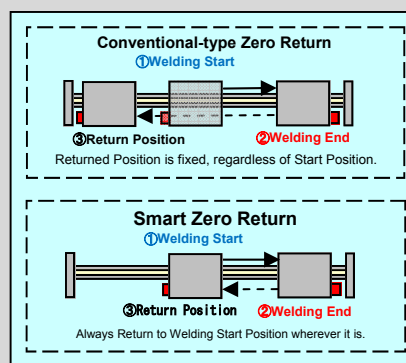 Conventional-type Zero Return
①Welding Start
③Return Position
②Welding End
Returned Position is fixed, regardless of Start Position.
Smart Zero Return
①Welding Start
③Return Position
②Welding End
Always Return to Welding Start Position wherever it is.